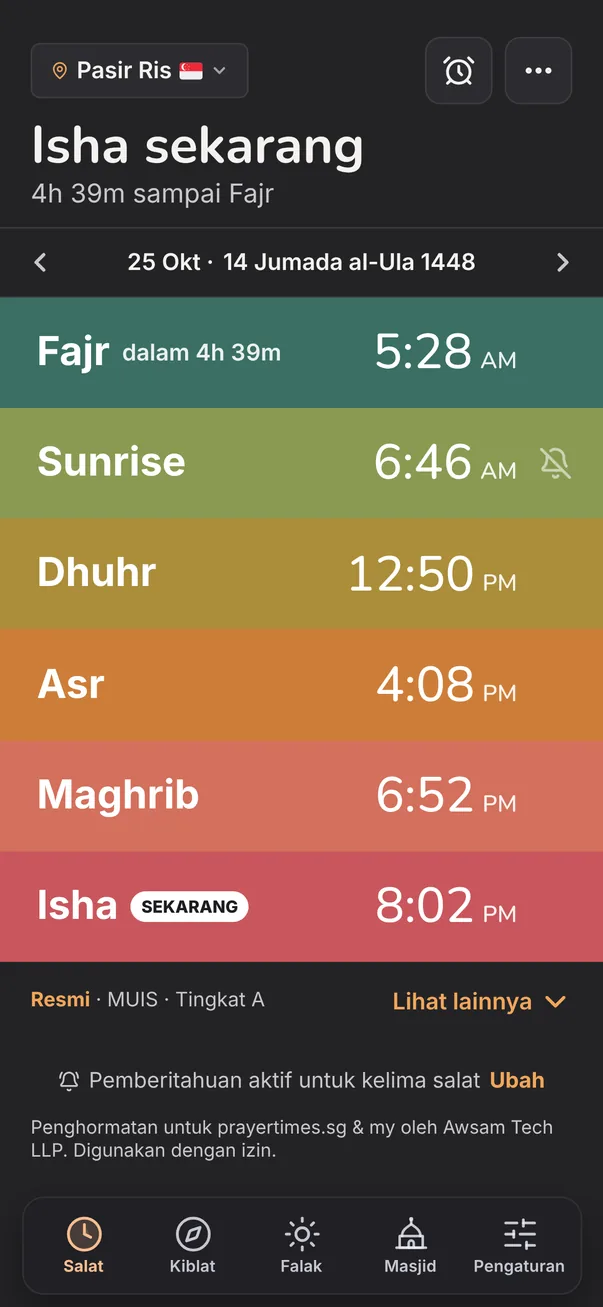 Pasir Ris 🇸🇬
Isha sekarang
4h 39m sampai Fajr
25 Okt · 14 Jumada al-Ula 1448
Fajr dalam 4h 39m 5:28 AM
Sunrise 6:46 AM
Dhuhr 12:50 PM
Asr 4:08 PM
Maghrib 6:52 PM
Isha SEKARANG 8:02 PM
Resmi · MUIS · Tingkat A Lihat lainnya
Pemberitahuan aktif untuk kelima salat Ubah
Penghormatan untuk prayertimes.sg & my oleh Awsam Tech
LLP. Digunakan dengan izin.
Salat Kiblat Falak Masjid Pengaturan